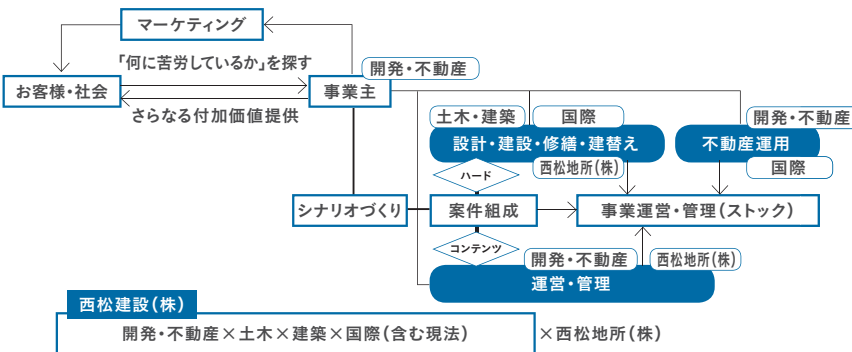 マーケティング
「何に苦労しているか」を探す
開発・不動産
お客様・社会
事業主
さらなる付加価値提供
土木・建築
国際
開発・不動産
設計・建設・修繕・建替え
不動産運用
西松地所(株)
国際
ハード
シナリオづくり
案件組成
事業運営・管理(ストック)
コンテンツ
開発・不動産
西松地所(株)
運営・管理
西松建設(株)
開発・不動産×土木×建築×国際(含む現法)
×西松地所(株)